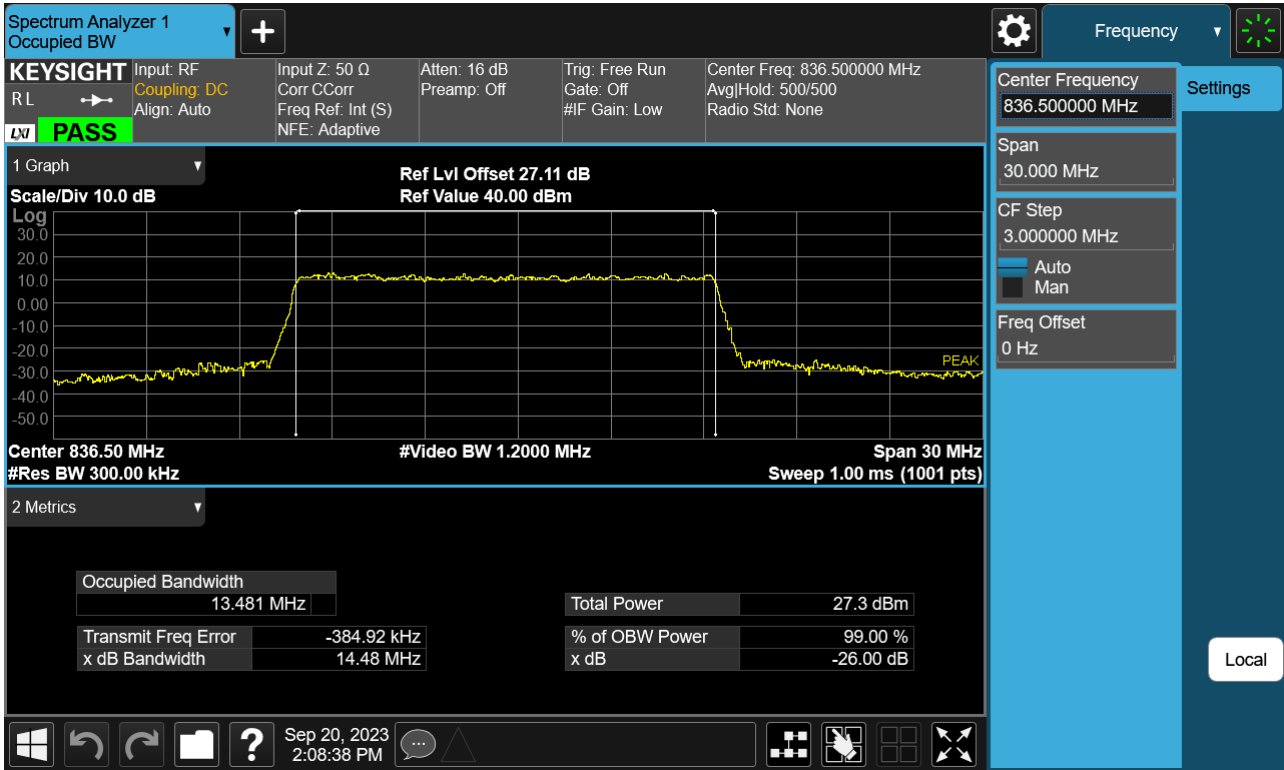 Spectrum Analyzer 1
Occupied BW
+
Frequency
KEYSIGHT
R L
LXI
PASS
Input: RF
Coupling: DC
Align: Auto
Input Z: 50 Ω
Corr CCorr
Freq Ref: Int (S)
NFE: Adaptive
Atten: 16 dB
Preamp: Off
Trig: Free Run
Gate: Off
#IF Gain: Low
Center Freq: 836.500000 MHz
Avg|Hold: 500/500
Radio Std: None
Center Frequency
836.500000 MHz
Settings
Span
30.000 MHz
CF Step
3.000000 MHz
Auto
Man
Freq Offset
0 Hz
1 Graph
Scale/Div 10.0 dB
Ref Lvl Offset 27.11 dB
Ref Value 40.00 dBm
Log
30.0
20.0
10.0
0.00
-10.0
-20.0
-30.0
-40.0
-50.0
PEAK
Center 836.50 MHz
#Video BW 1.2000 MHz
Span 30 MHz
#Res BW 300.00 kHz
Sweep 1.00 ms (1001 pts)
2 Metrics
Occupied Bandwidth
13.481 MHz
Total Power 27.3 dBm
Transmit Freq Error -384.92 kHz
% of OBW Power 99.00 %
x dB Bandwidth 14.48 MHz
x dB -26.00 dB
Local
?
Sep 20, 2023
2:08:38 PM